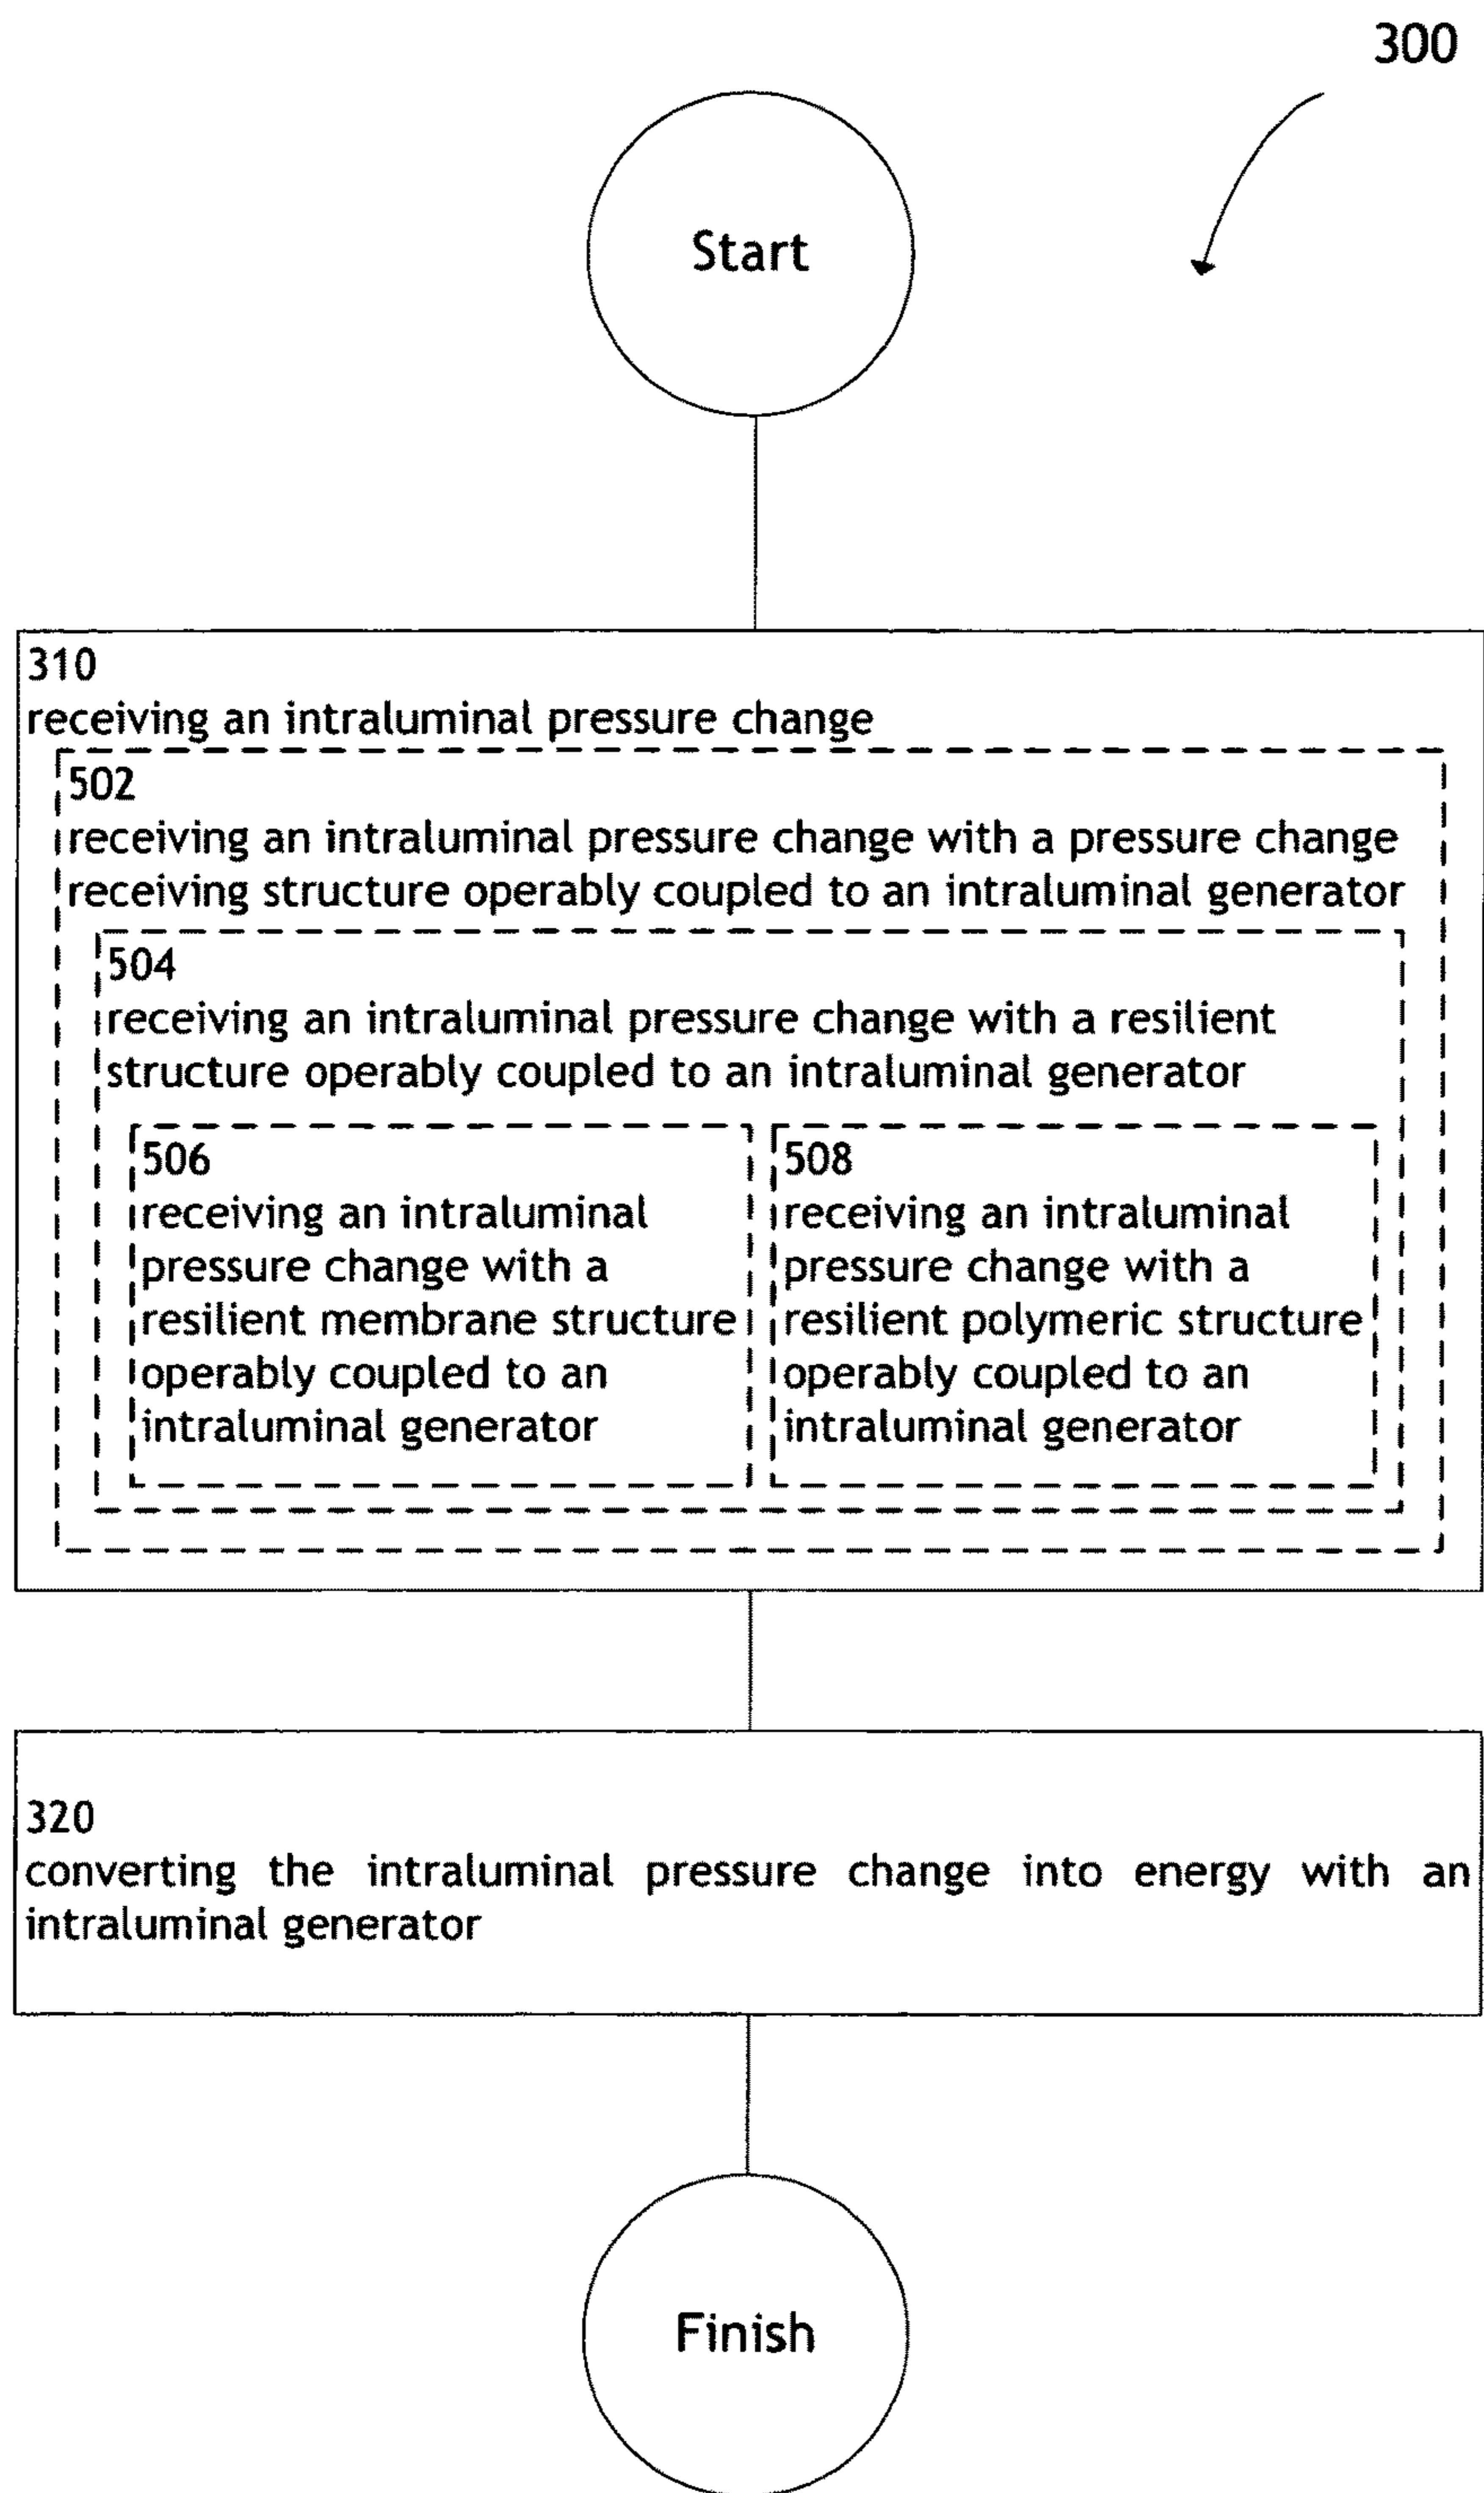 300
Start
310
receiving an intraluminal pressure change
502
receiving an intraluminal pressure change with a pressure change
receiving structure operably coupled to an intraluminal generator
504
receiving an intraluminal pressure change with a resilient
structure operably coupled to an intraluminal generator
506
receiving an intraluminal
pressure change with a
resilient membrane structure
operably coupled to an
intraluminal generator
508
receiving an intraluminal
pressure change with a
resilient polymeric structure
operably coupled to an
intraluminal generator
320
converting the intraluminal pressure change into energy with an
intraluminal generator
Finish